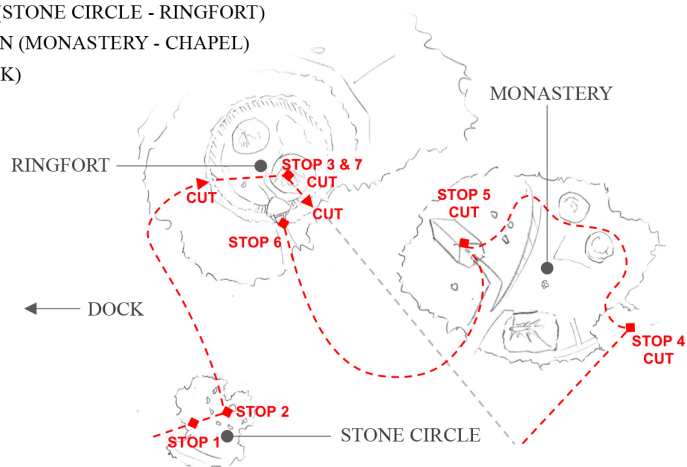 (STONE CIRCLE - RINGFORT)
N (MONASTERY - CHAPEL)
K)
MONASTERY
RINGFORT
STOP 3 & 7
CUT
CUT
CUT
STOP 5
CUT
STOP 6
DOCK
STOP 4
CUT
STOP 2
STOP 1
STONE CIRCLE